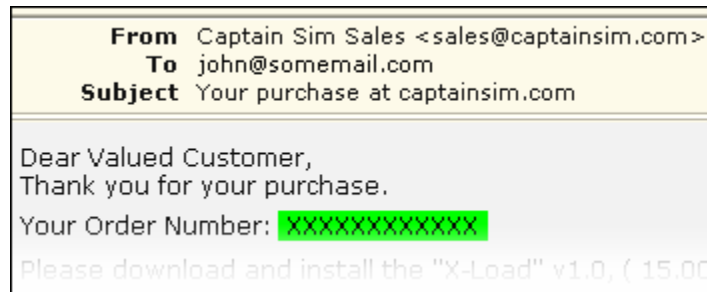 From Captain Sim Sales <sales@captainsim.com>
To john@somemail.com
Subject Your purchase at captainsim.com
Dear Valued Customer,
Thank you for your purchase.
Your Order Number: XXXXXXXXXXXX
Please download and install the "X-Load" v1.0, ( 15.00